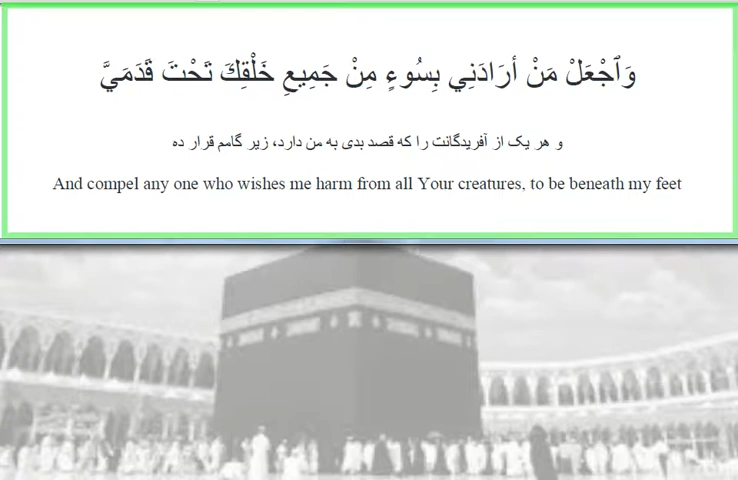 وَٱجْعَلْ مَنْ أرَادَنِي بِسُوءٍ مِنْ جَمِيعِ خَلْقِكَ تَحْتَ قَدَمَيَّ
و هر یک از آفریدگانت را که قصد بدی به من دارد، زیر گامم قرار ده
And compel any one who wishes me harm from all Your creatures, to be beneath my feet